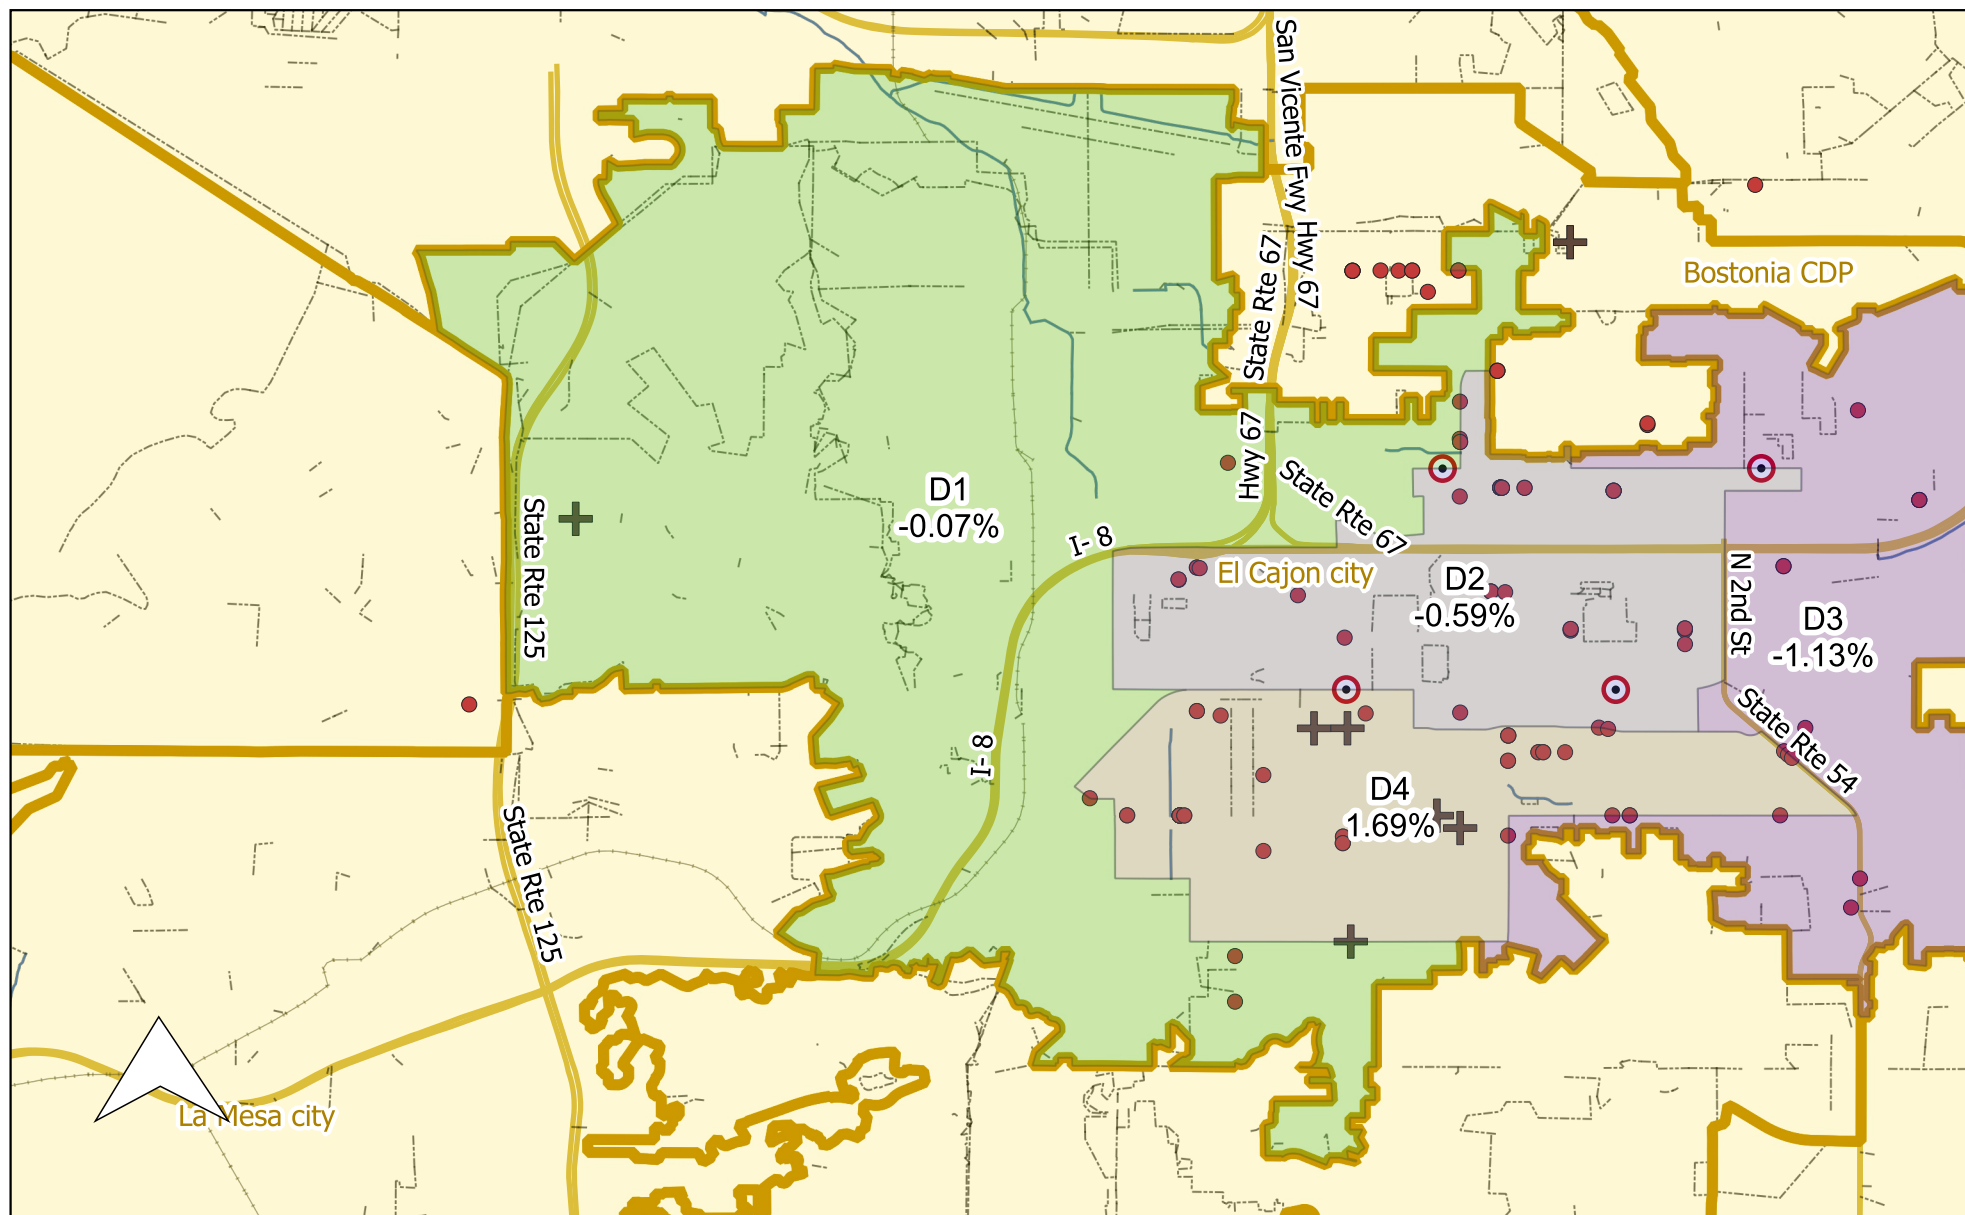 San Vicente Fwy Hwy 67
Hwy 67
State Rte 67
Bostonia CDP
Hwy 67
State Rte 67
D1
-0.07%
State Rte 125
I- 8
El Cajon city
D2
-0.59%
N 2nd St
D3
-1.13%
State Rte 54
I-8
D4
1.69%
State Rte 125
La Mesa city